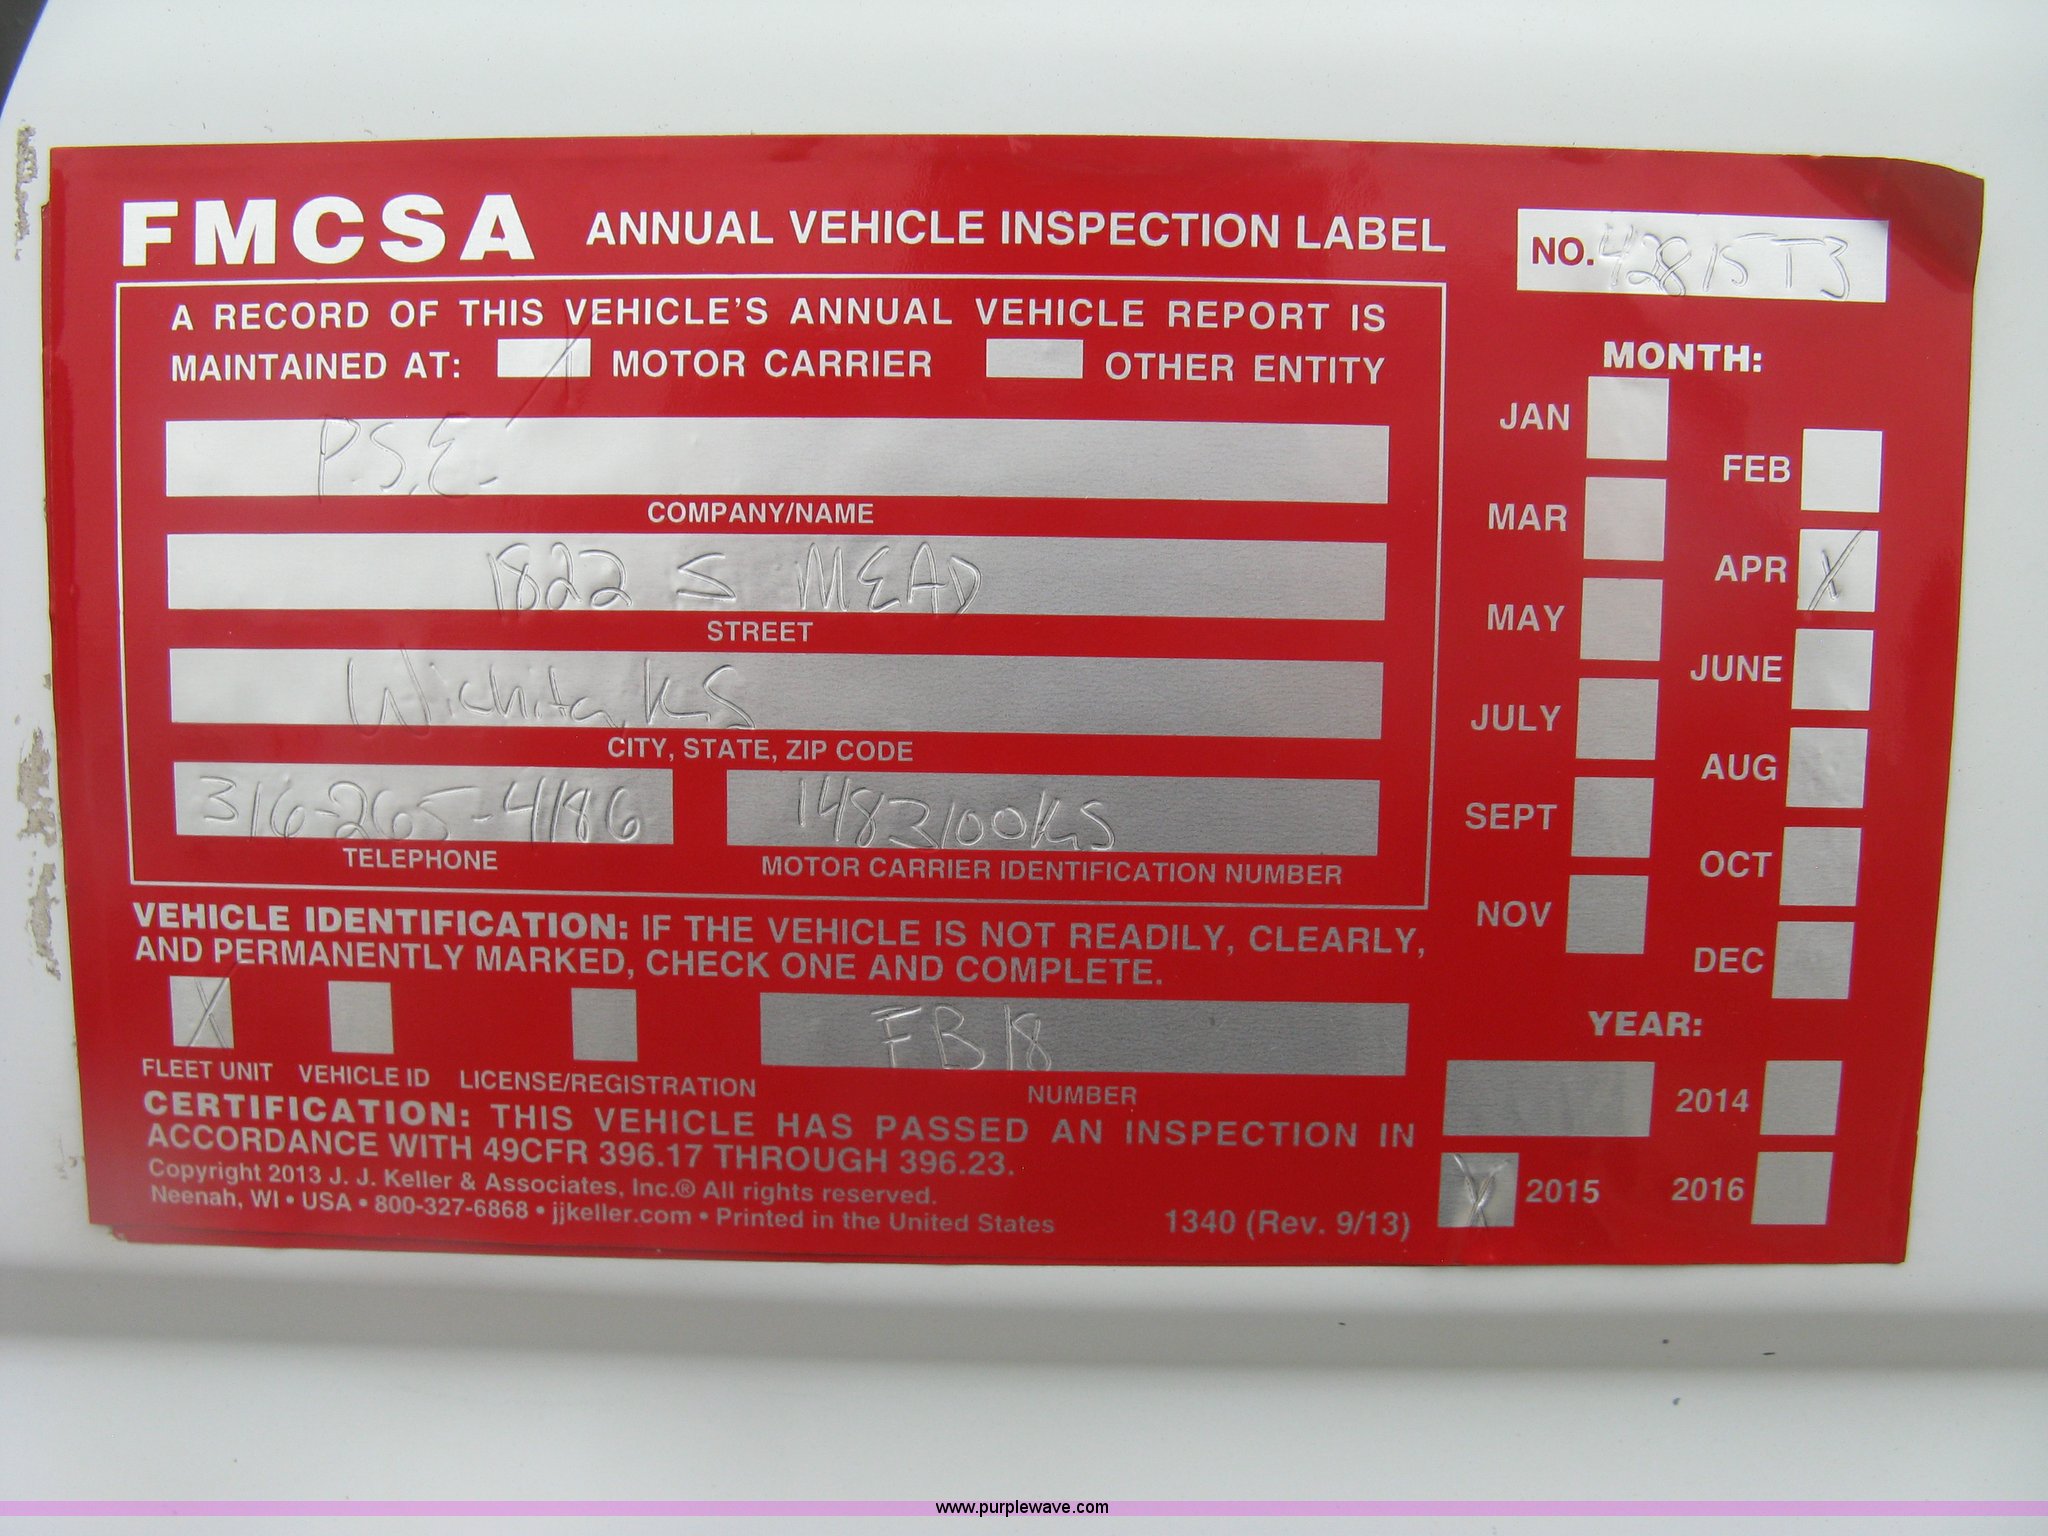 FMCSA ANNUAL VEHICLE INSPECTION LABEL
NO. 42815T3
A RECORD OF THIS VEHICLE'S ANNUAL VEHICLE REPORT IS
MAINTAINED AT: X MOTOR CARRIER OTHER ENTITY
P.S.E.
COMPANY/NAME
1822 S MEAD
STREET
Wichita, KS
CITY, STATE, ZIP CODE
316-265-4186
TELEPHONE
1483100KS
MOTOR CARRIER IDENTIFICATION NUMBER
VEHICLE IDENTIFICATION: IF THE VEHICLE IS NOT READILY, CLEARLY,
AND PERMANENTLY MARKED, CHECK ONE AND COMPLETE.
X FB18
FLEET UNIT VEHICLE ID LICENSE/REGISTRATION NUMBER
CERTIFICATION: THIS VEHICLE HAS PASSED AN INSPECTION IN
ACCORDANCE WITH 49CFR 396.17 THROUGH 396.23.
Copyright 2013 J. J. Keller & Associates, Inc.® All rights reserved.
Neenah, WI • USA • 800-327-6868 • jjkeller.com • Printed in the United States
1340 (Rev. 9/13)
MONTH:
JAN
FEB
MAR
APR X
MAY
JUNE
JULY
AUG
SEPT
OCT
NOV
DEC
YEAR:
2014
X 2015 2016
www.purplewave.com